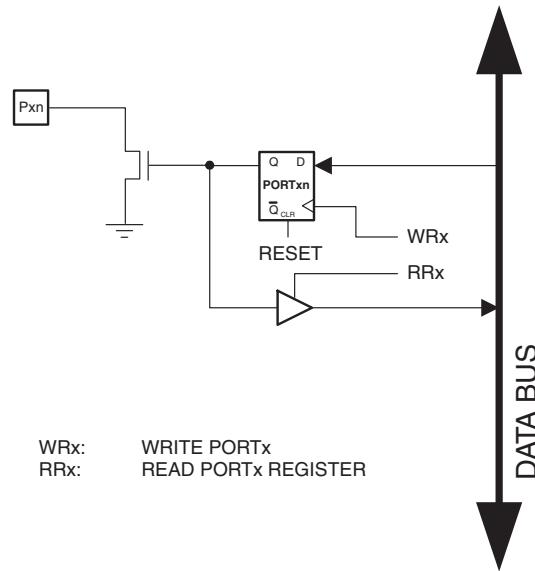 Pxn
Q D
PORTxn
Q̅ CLR
RESET
WRx
RRx
WRx: WRITE PORTx
RRx: READ PORTx REGISTER
DATA BUS